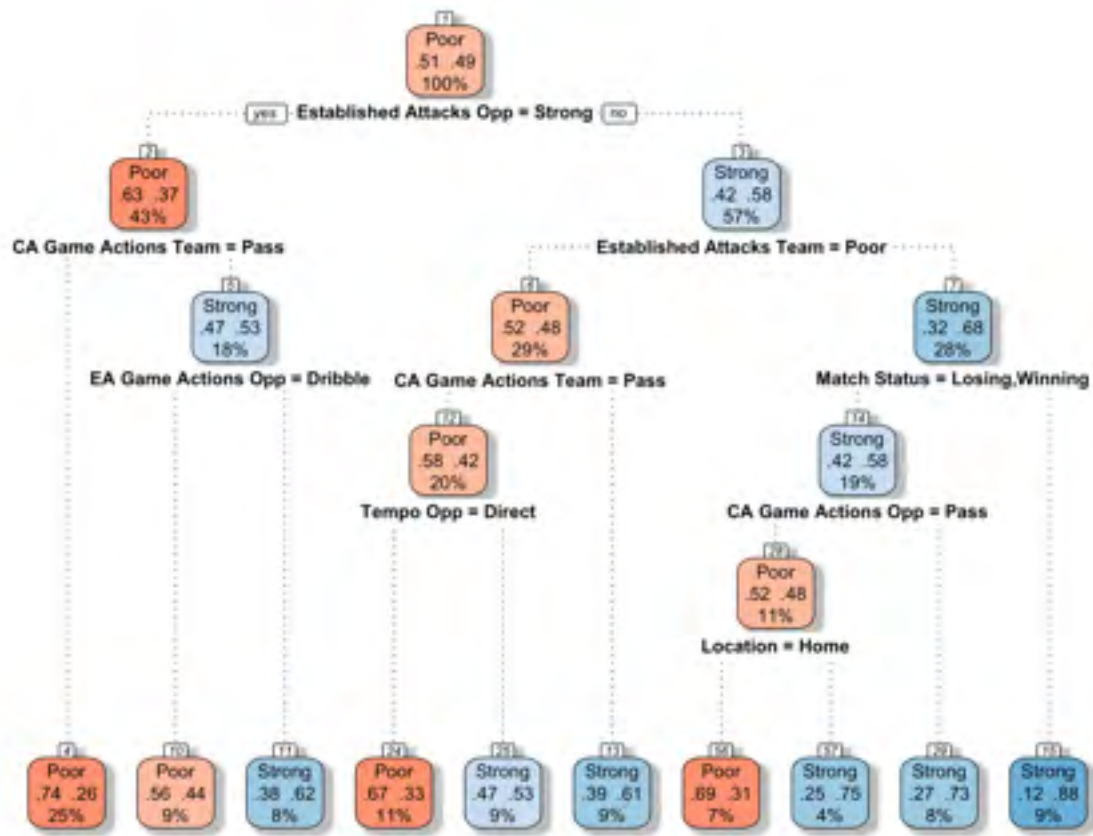 1
Poor
.51 .49
100%
yes Established Attacks Opp = Strong no
2
Poor
.63 .37
43%
3
Strong
.42 .58
57%
CA Game Actions Team = Pass
Established Attacks Team = Poor
5
Strong
.47 .53
18%
6
Poor
.52 .48
29%
7
Strong
.32 .68
28%
EA Game Actions Opp = Dribble
CA Game Actions Team = Pass
Match Status = Losing,Winning
12
Poor
.58 .42
20%
14
Strong
.42 .58
19%
Tempo Opp = Direct
CA Game Actions Opp = Pass
28
Poor
.52 .48
11%
Location = Home
4
Poor
.74 .26
25%
10
Poor
.56 .44
9%
11
Strong
.38 .62
8%
24
Poor
.67 .33
11%
25
Strong
.47 .53
9%
13
Strong
.39 .61
9%
56
Poor
.69 .31
7%
57
Strong
.25 .75
4%
29
Strong
.27 .73
8%
15
Strong
.12 .88
9%